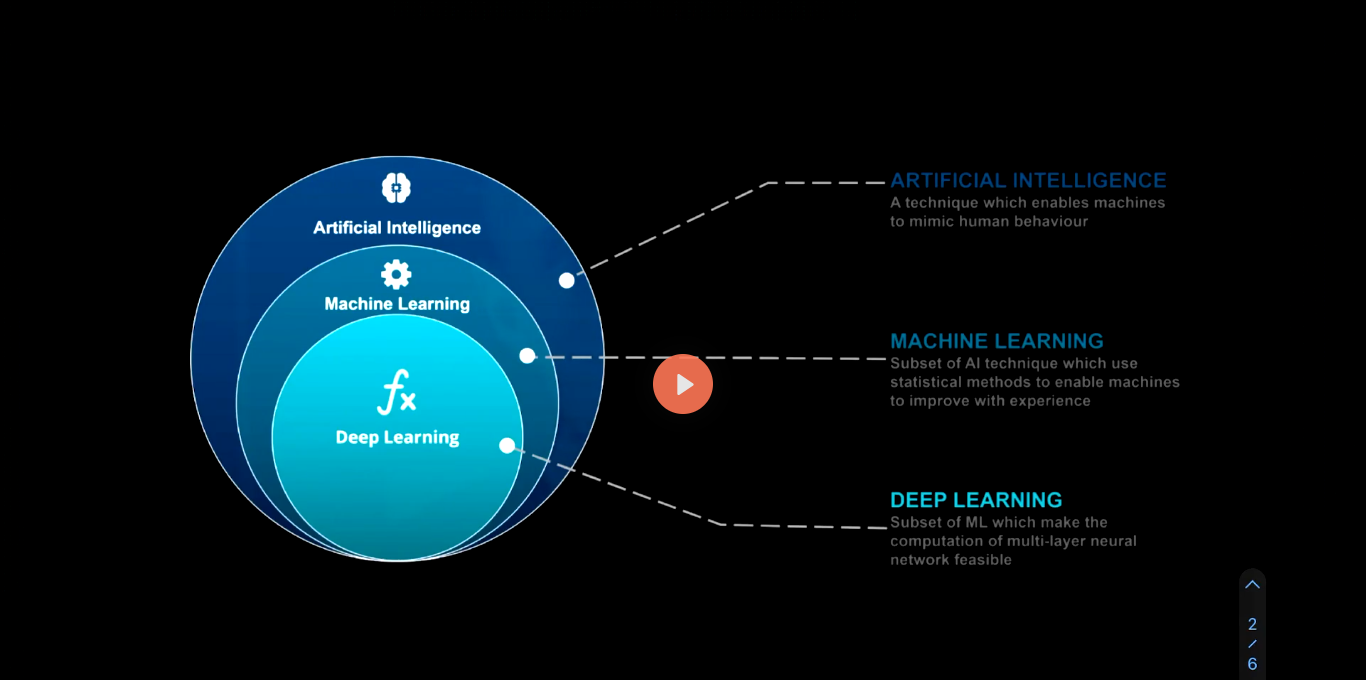 Artificial Intelligence
Machine Learning
fx
Deep Learning
ARTIFICIAL INTELLIGENCE
A technique which enables machines
to mimic human behaviour
MACHINE LEARNING
Subset of AI technique which use
statistical methods to enable machines
to improve with experience
DEEP LEARNING
Subset of ML which make the
computation of multi-layer neural
network feasible
2
/
6